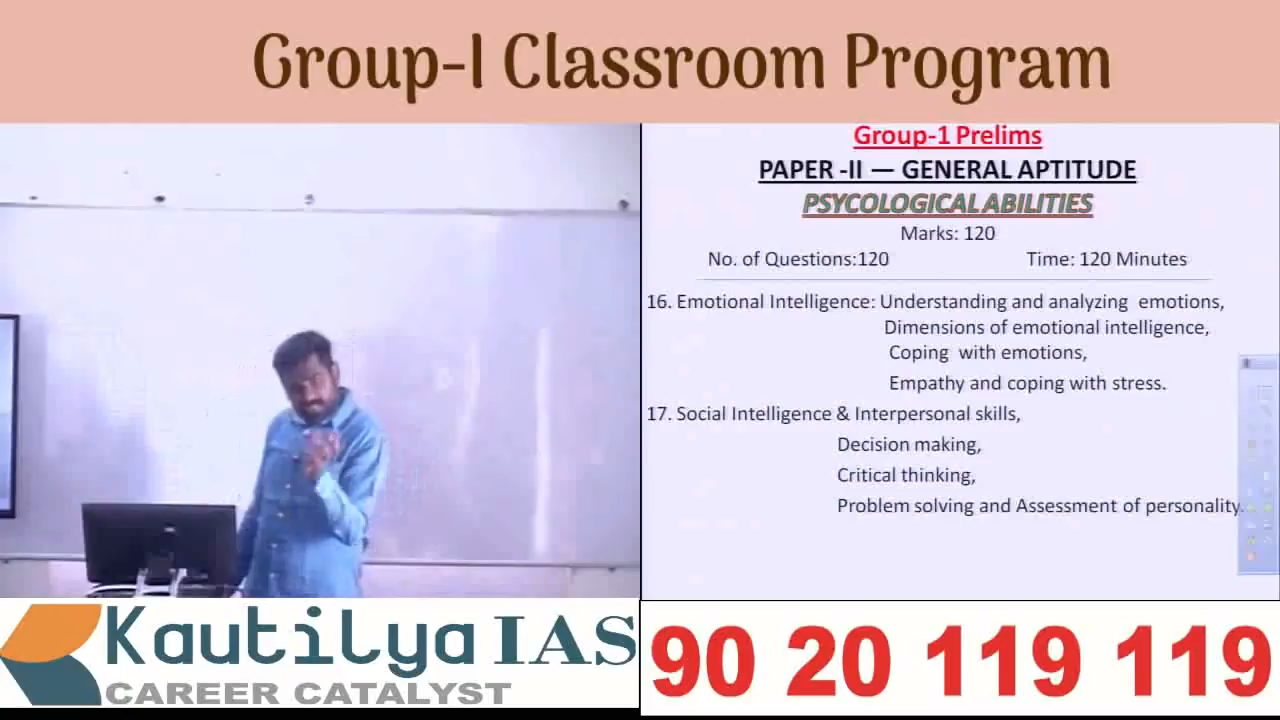 Group-I Classroom Program
Group-1 Prelims
PAPER -II — GENERAL APTITUDE
PSYCOLOGICAL ABILITIES
Marks: 120
No. of Questions:120 Time: 120 Minutes
16. Emotional Intelligence: Understanding and analyzing emotions,
Dimensions of emotional intelligence,
Coping with emotions,
Empathy and coping with stress.
17. Social Intelligence & Interpersonal skills,
Decision making,
Critical thinking,
Problem solving and Assessment of personality.
Kautilya IAS
CAREER CATALYST
90 20 119 119